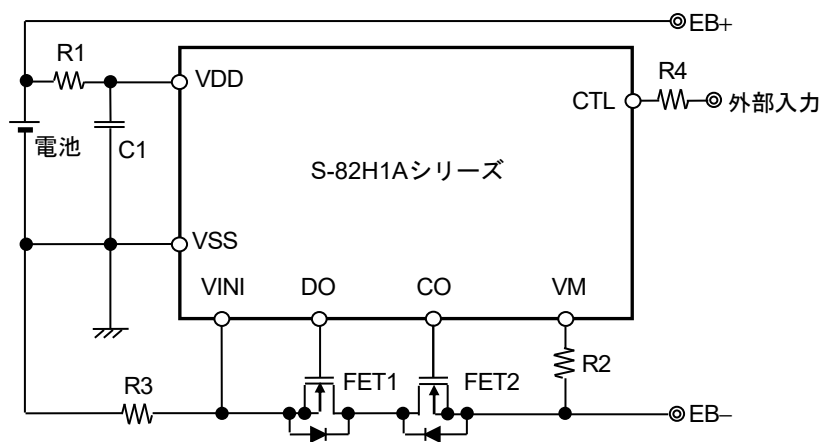 EB+
R1
VDD
R4
CTL
外部入力
電池
C1
S-82H1Aシリーズ
VSS
VINI
DO
CO
VM
R3
FET1
FET2
R2
EB−